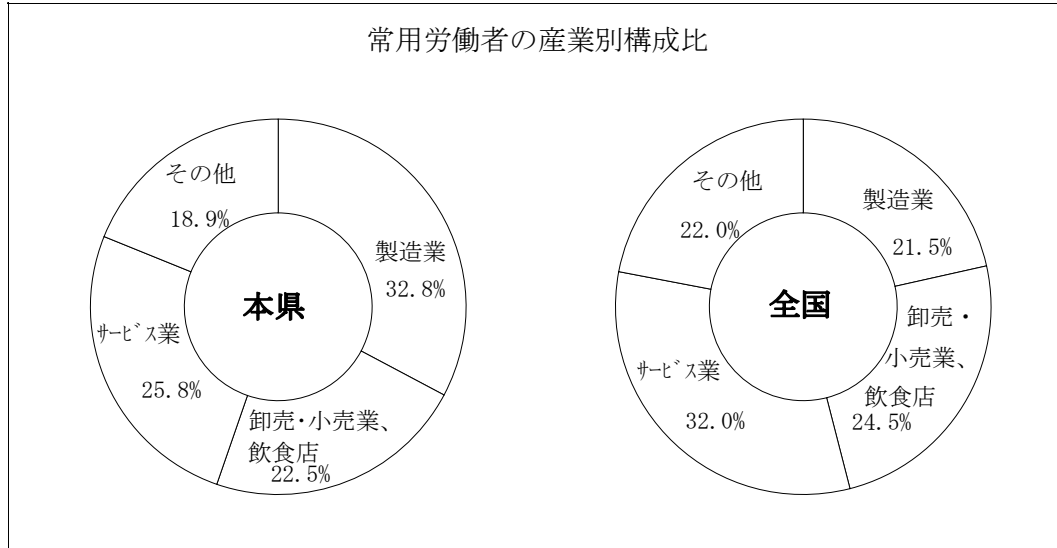 常用労働者の産業別構成比
その他
18.9%
製造業
32.8%
本県
サービス業
25.8%
卸売・小売業、
飲食店
22.5%
その他
22.0%
製造業
21.5%
全国
卸売・
小売業、
飲食店
24.5%
サービス業
32.0%